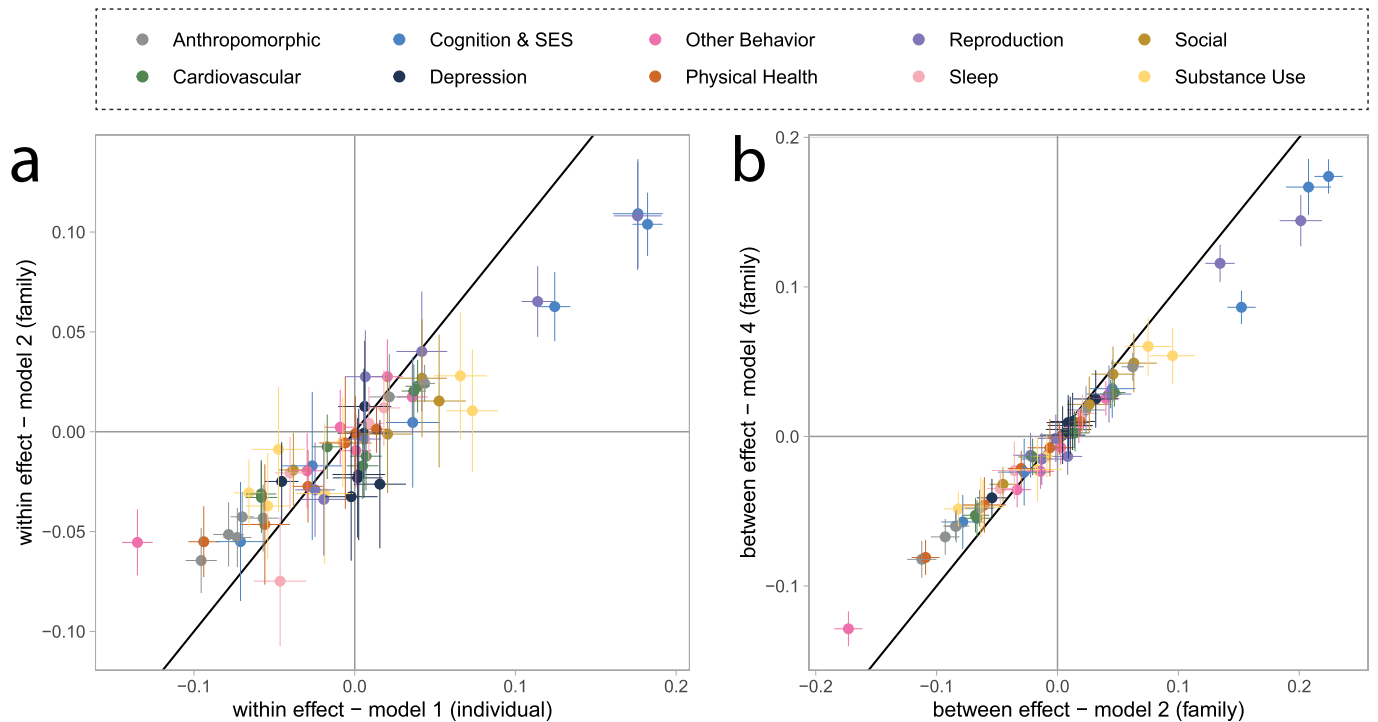 Anthropomorphic Cognition & SES Other Behavior Reproduction Social
Cardiovascular Depression Physical Health Sleep Substance Use
a
within effect − model 2 (family)
0.10
0.05
0.00
−0.05
−0.10
−0.1 0.0 0.1 0.2
within effect − model 1 (individual)
b
between effect − model 4 (family)
0.2
0.1
0.0
−0.1
−0.2 −0.1 0.0 0.1 0.2
between effect − model 2 (family)